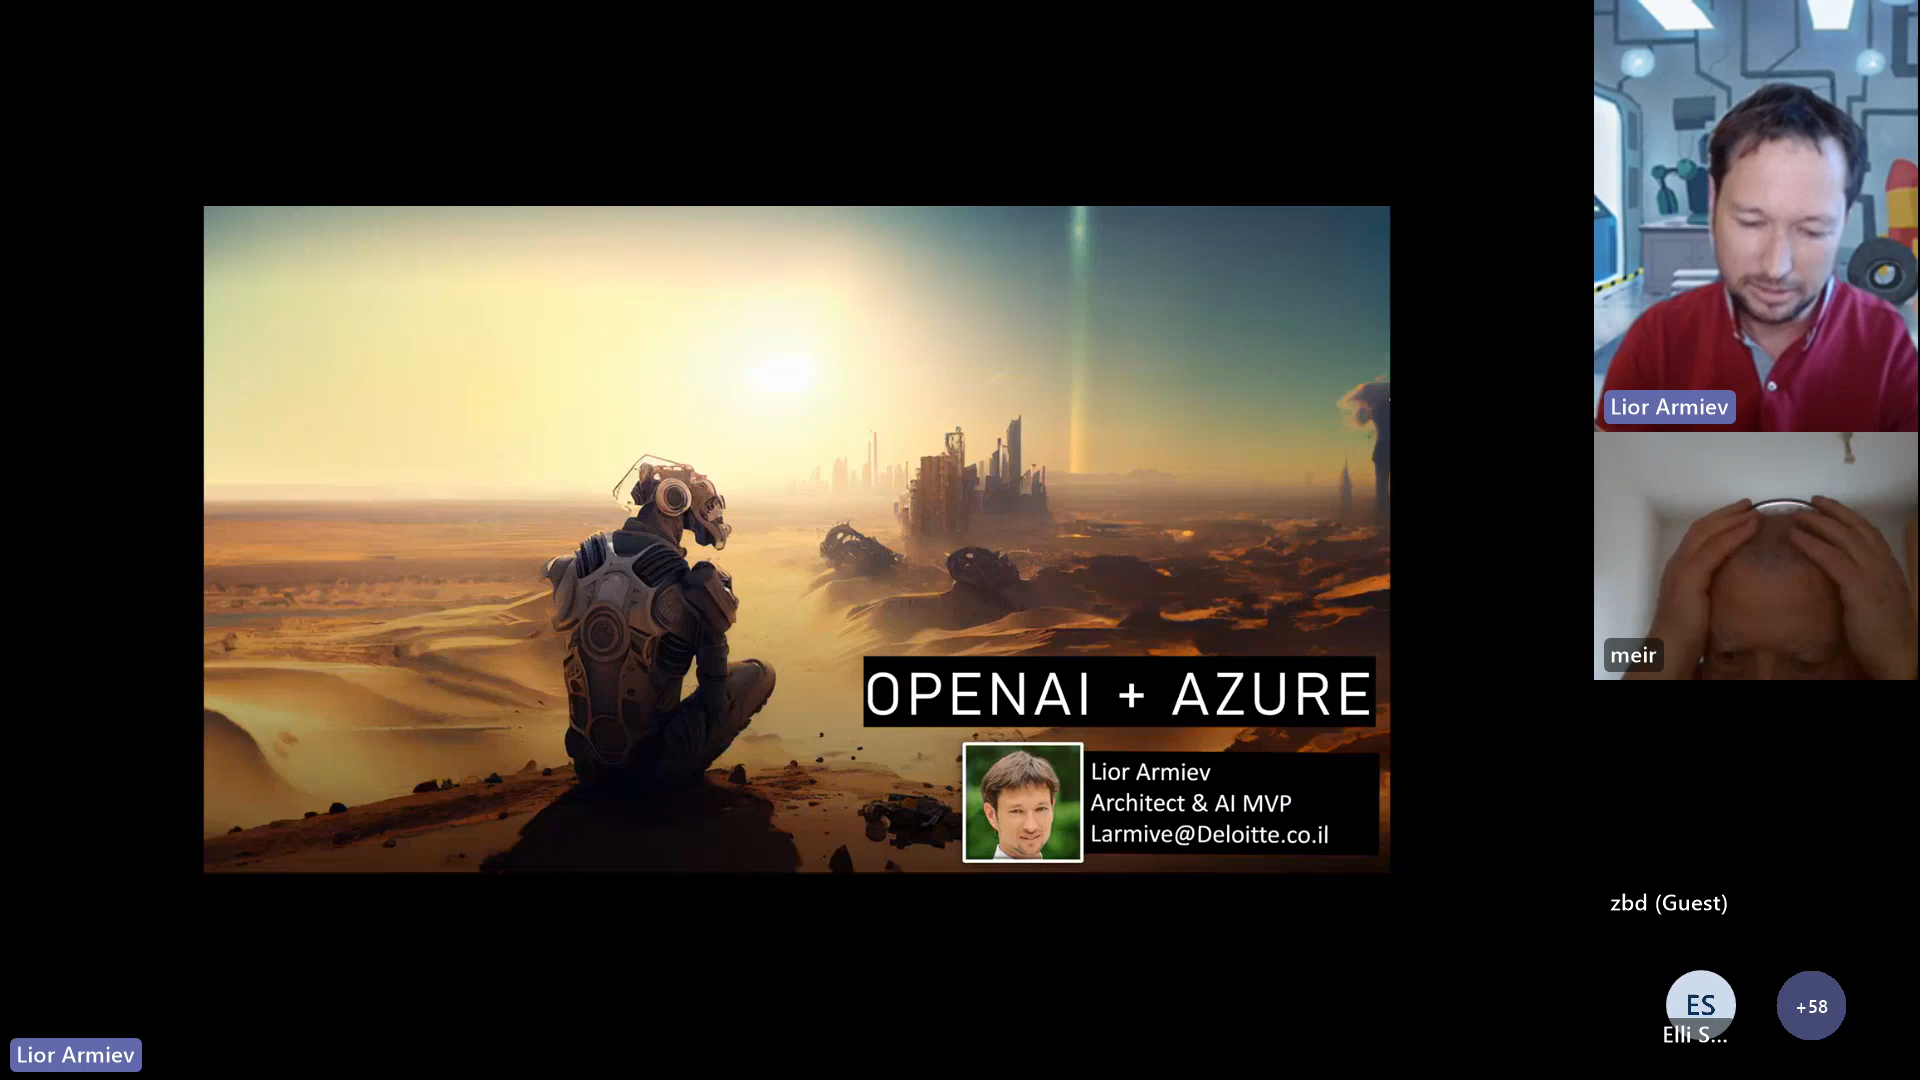 OPENAI + AZURE
Lior Armiev
Architect & AI MVP
Larmive@Deloitte.co.il
Lior Armiev
meir
zbd (Guest)
ES
Elli S...
+58
Lior Armiev